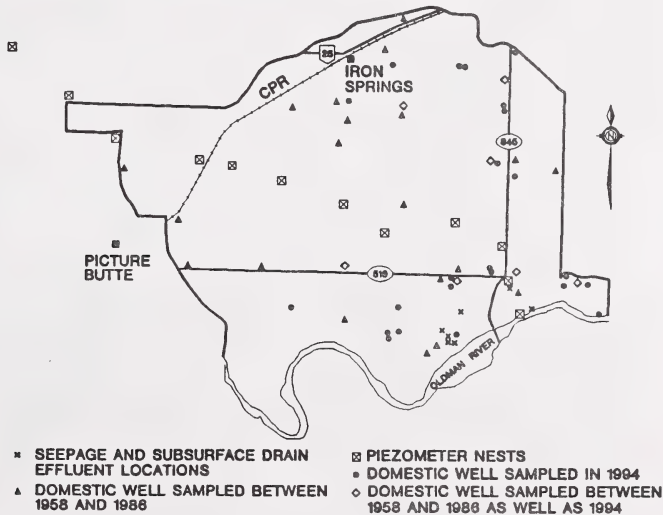 25
IRON
SPRINGS
CPR
N
845
PICTURE
BUTTE
519
OLDMAN RIVER
SEEPAGE AND SUBSURFACE DRAIN
EFFLUENT LOCATIONS
DOMESTIC WELL SAMPLED BETWEEN
1958 AND 1986
PIEZOMETER NESTS
DOMESTIC WELL SAMPLED IN 1994
DOMESTIC WELL SAMPLED BETWEEN
1958 AND 1986 AS WELL AS 1994